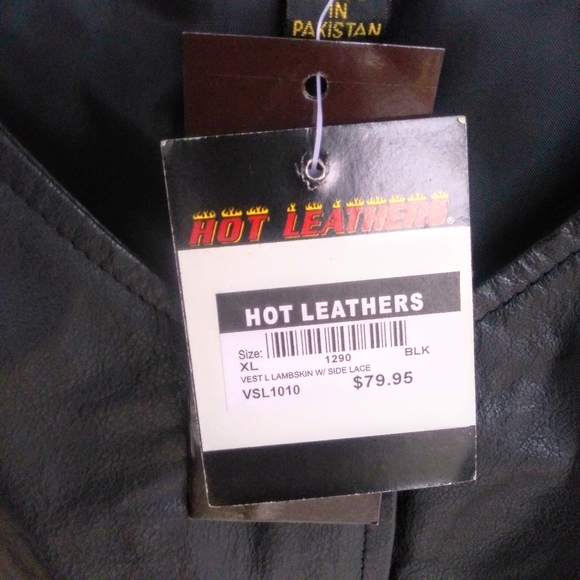 IN
PAKISTAN
HOT LEATHERS®
HOT LEATHERS
Size:
XL 1290 BLK
VEST L LAMBSKIN W/ SIDE LACE
VSL1010 $79.95